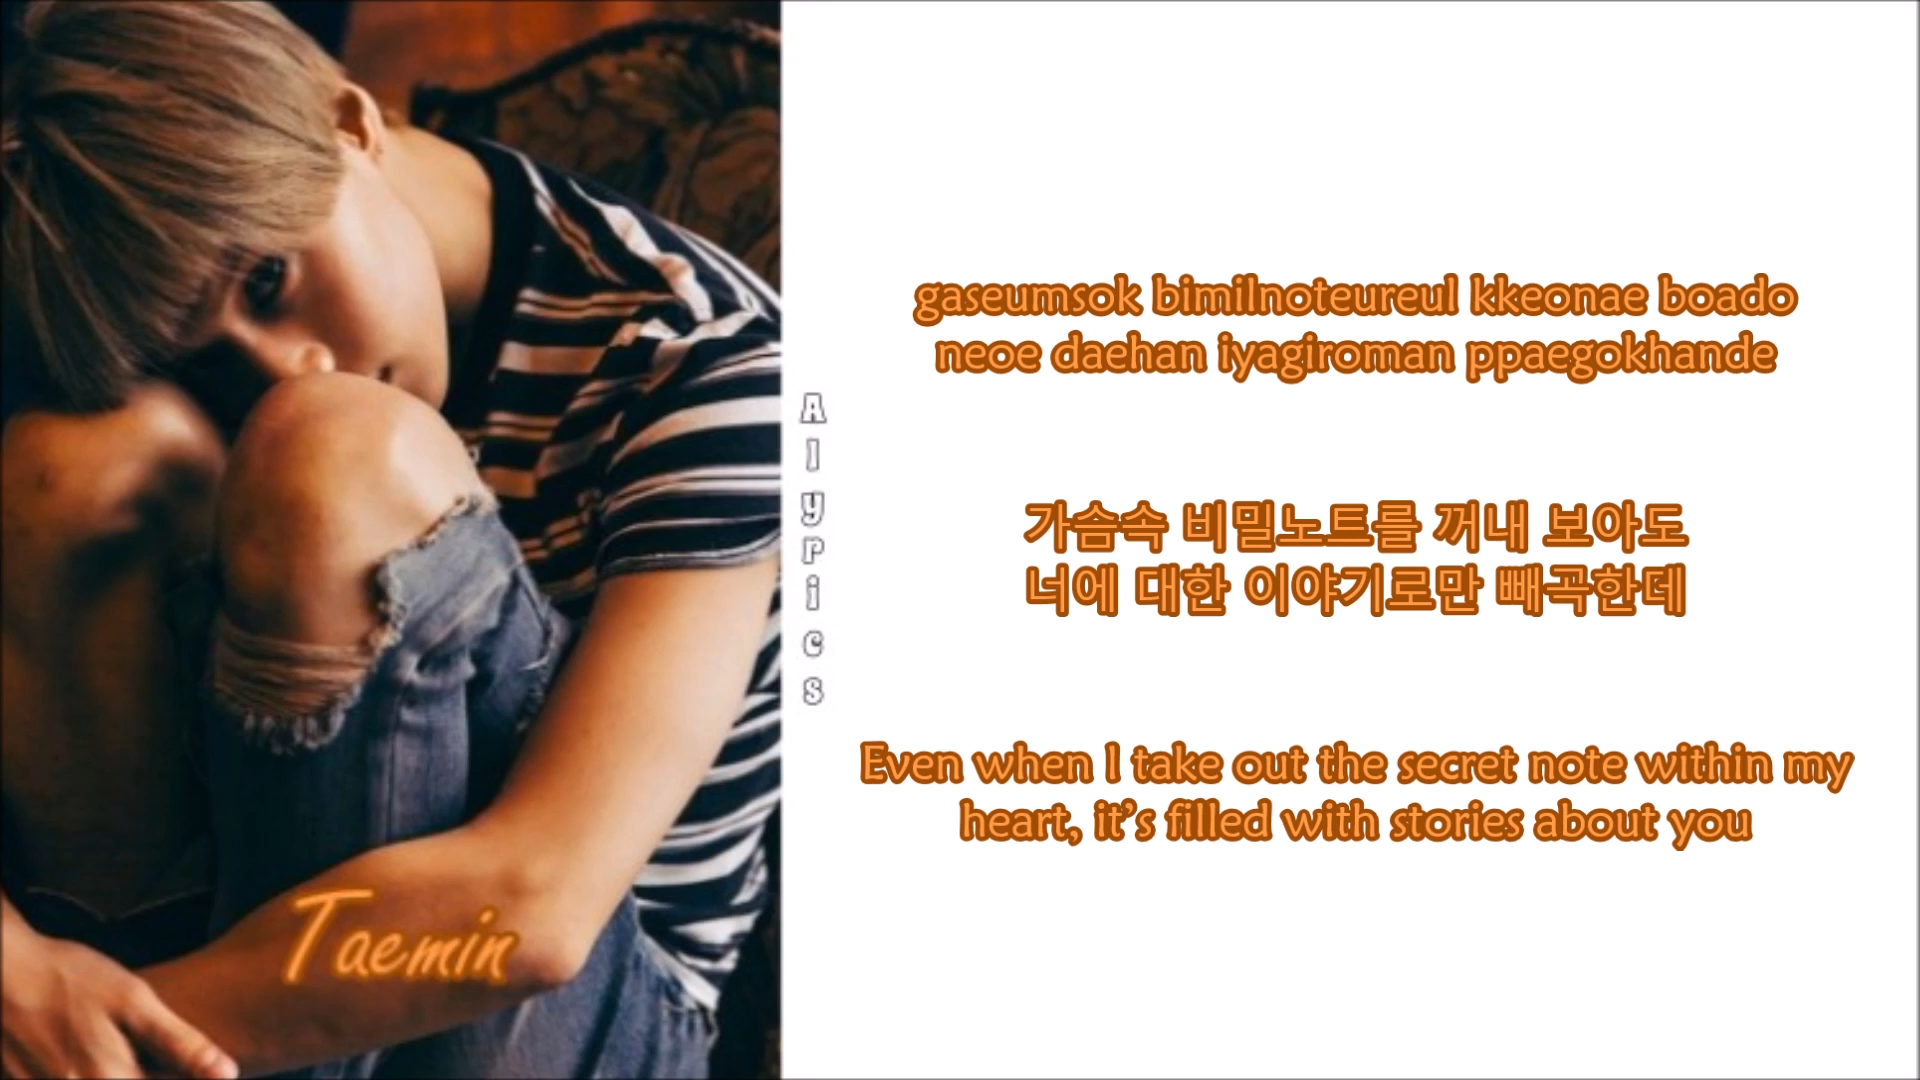 gaseumsok bimilnoteureul kkeonae boado
neoe daehan iyagiroman ppaegokhande
가슴속 비밀노트를 꺼내 보아도
너에 대한 이야기로만 빼곡한데
Even when I take out the secret note within my
heart, it’s filled with stories about you
Alyrics
Taemin